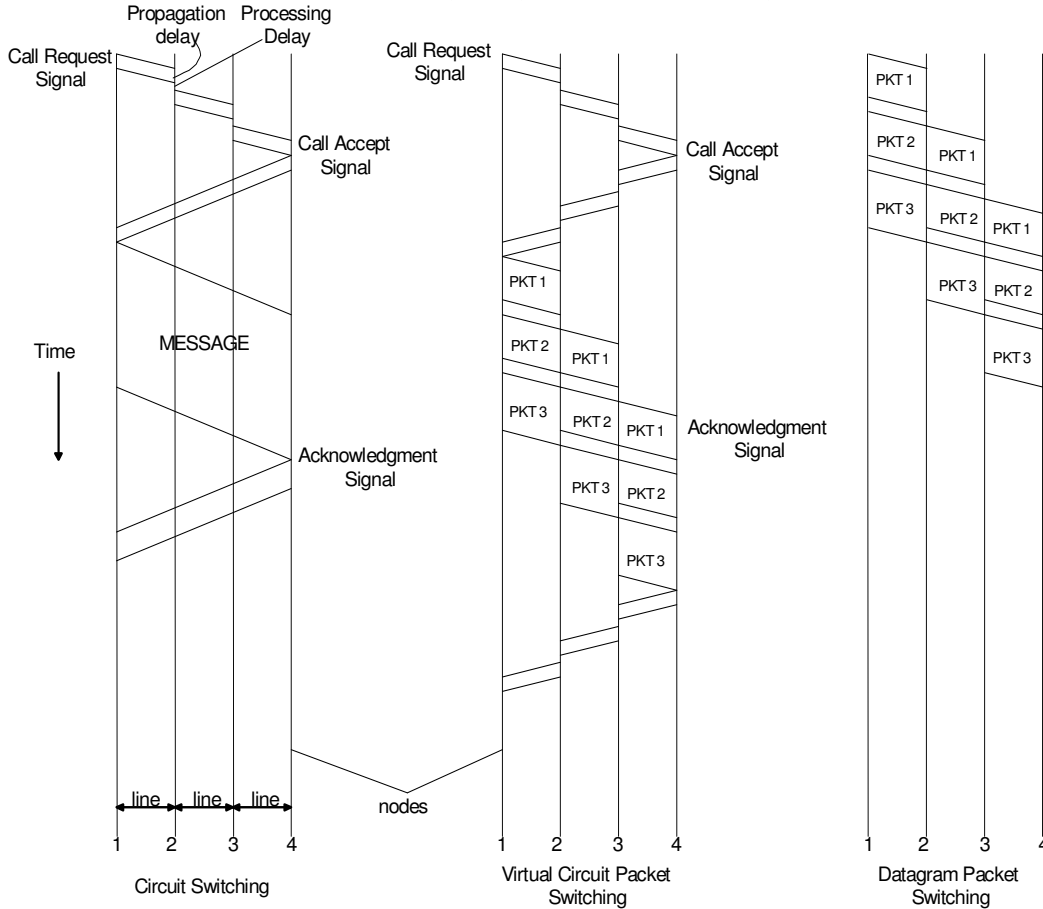 Propagation
delay
Processing
Delay
Call Request
Signal
Call Accept
Signal
MESSAGE
Time
Acknowledgment
Signal
line
line
line
1
2
3
4
Circuit Switching
nodes
Call Request
Signal
Call Accept
Signal
PKT 1
PKT 2
PKT 1
PKT 3
PKT 2
PKT 1
Acknowledgment
Signal
PKT 3
PKT 2
PKT 3
1
2
3
4
Virtual Circuit Packet
Switching
PKT 1
PKT 2
PKT 1
PKT 3
PKT 2
PKT 1
PKT 3
PKT 2
PKT 3
1
2
3
4
Datagram Packet
Switching